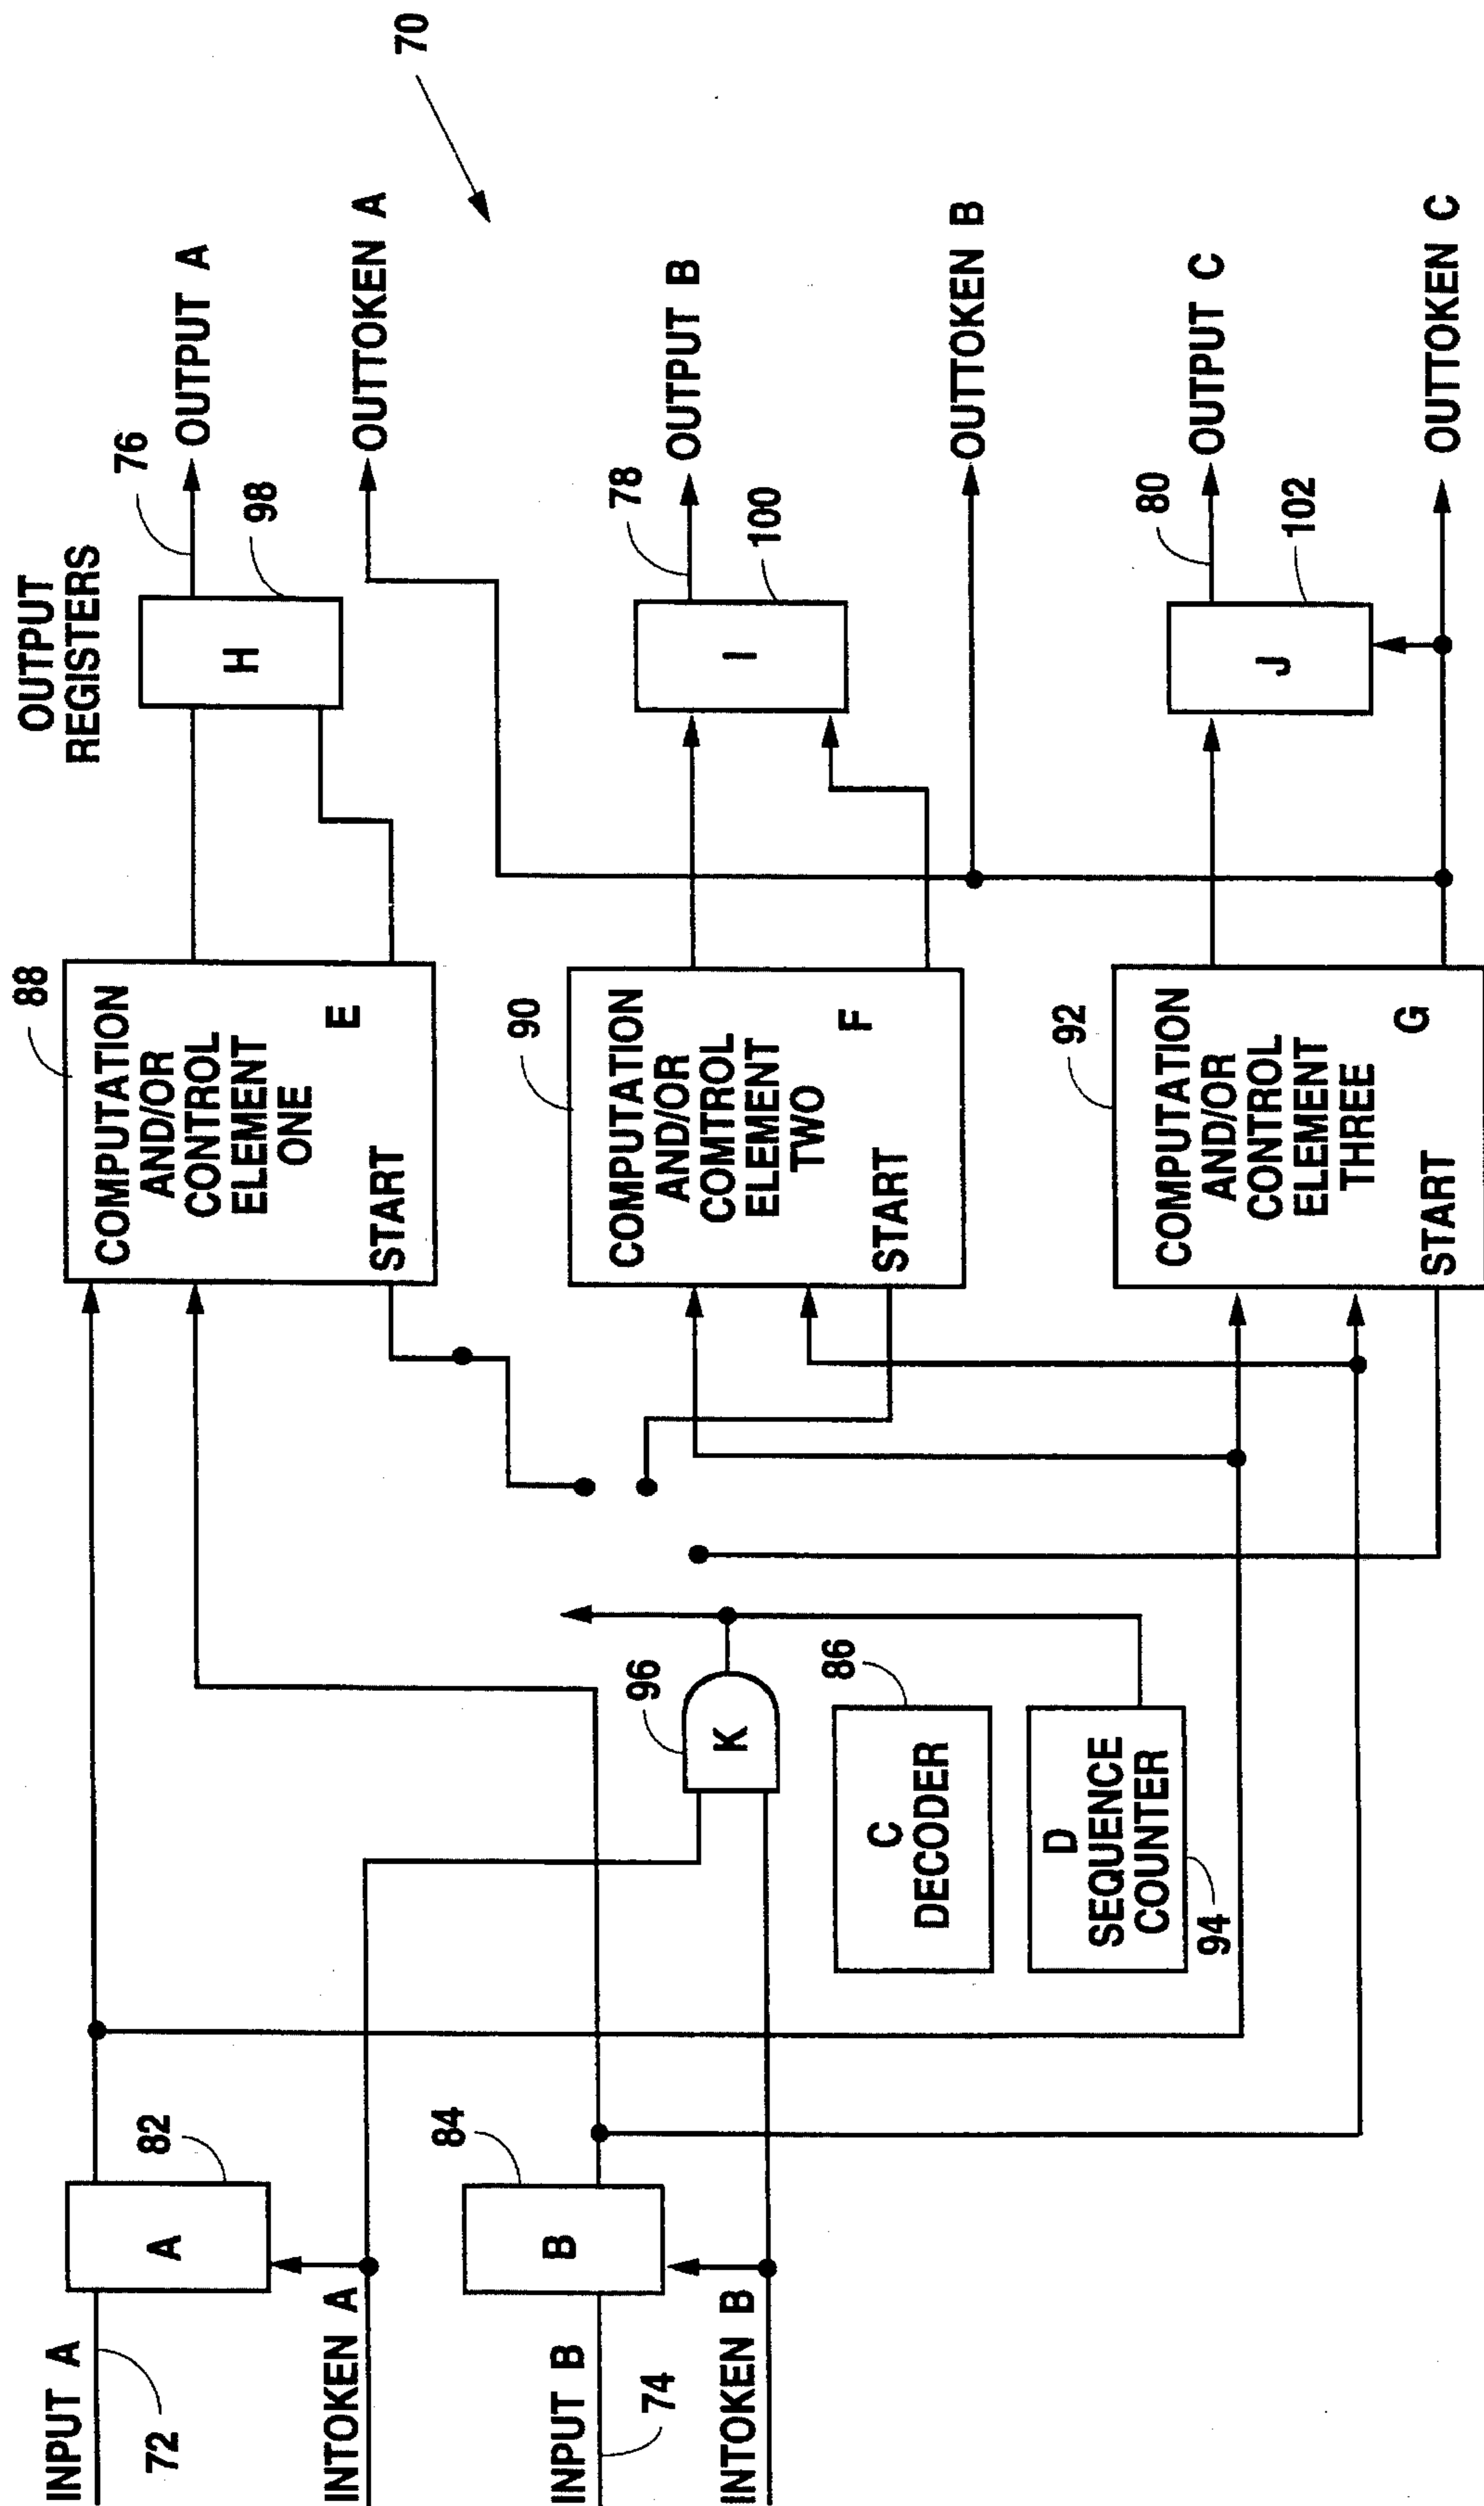 INPUT A
72
INTOKEN A
INPUT B
74
INTOKEN B
A
82
B
84
K
96
C
DECODER
86
D
SEQUENCE
COUNTER
94
88
COMPUTATION
AND/OR
CONTROL
ELEMENT
ONE
E
START
90
COMPUTATION
AND/OR
COMTROL
ELEMENT
TWO
F
START
92
COMPUTATION
AND/OR
CONTROL
ELEMENT
THREE
G
START
OUTPUT
REGISTERS
H
76
98
OUTPUT A
OUTTOKEN A
I
78
100
OUTPUT B
OUTTOKEN B
J
80
102
OUTPUT C
OUTTOKEN C
70